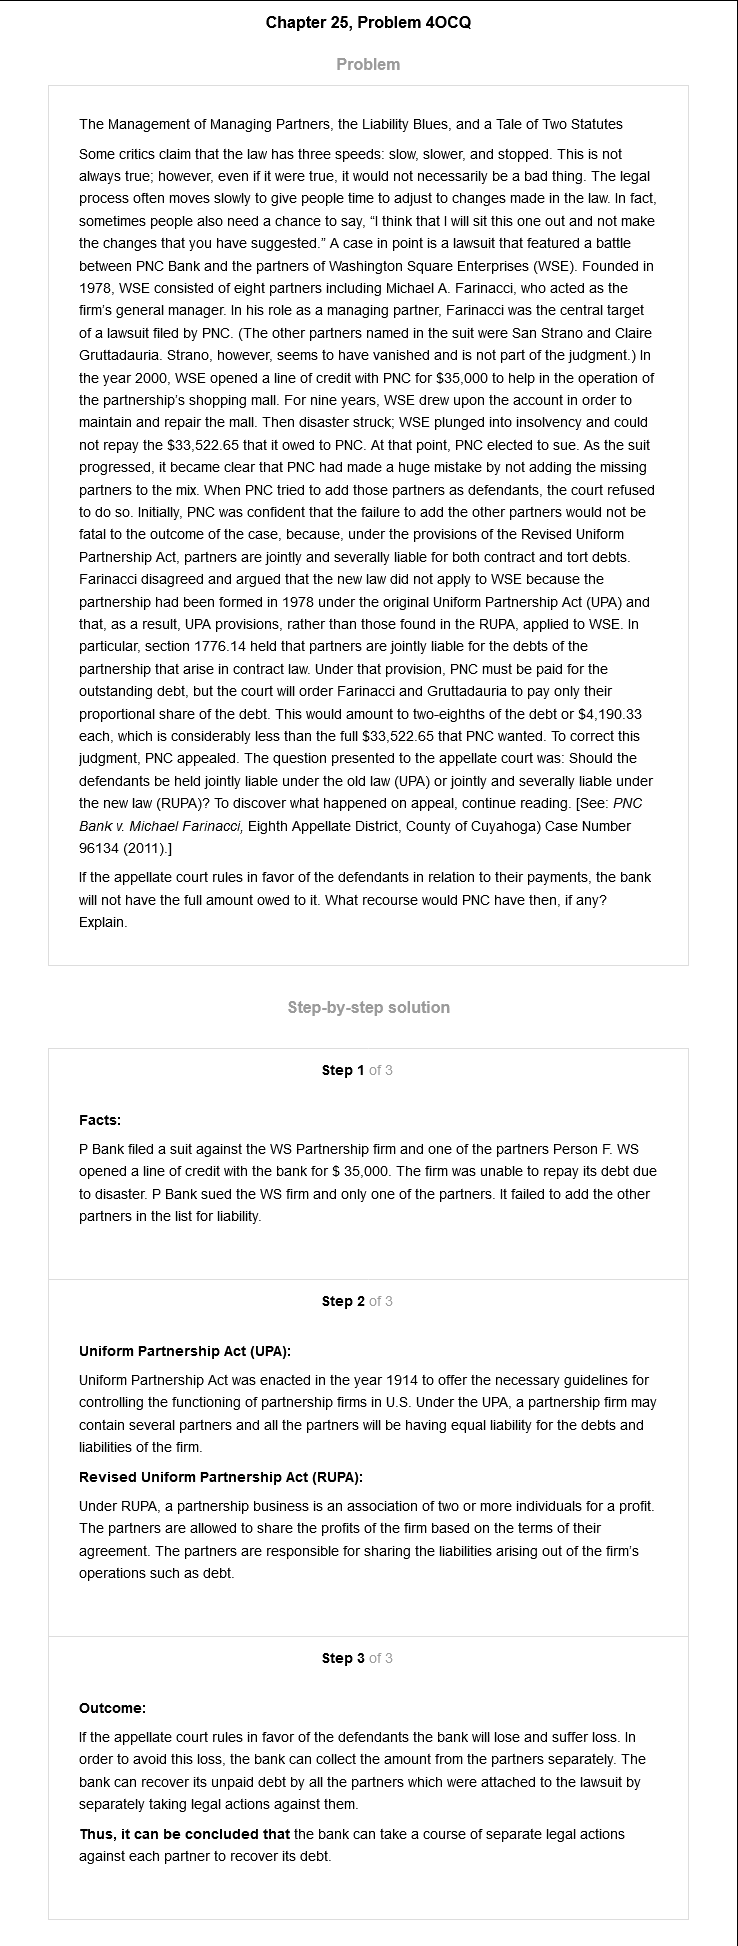 Chapter 25, Problem 4OCQ
Problem
The Management of Managing Partners, the Liability Blues, and a Tale of Two Statutes
Some critics claim that the law has three speeds: slow, slower, and stopped. This is not
always true; however, even if it were true, it would not necessarily be a bad thing. The legal
process often moves slowly to give people time to adjust to changes made in the law. In fact,
sometimes people also need a chance to say, “I think that I will sit this one out and not make
the changes that you have suggested.” A case in point is a lawsuit that featured a battle
between PNC Bank and the partners of Washington Square Enterprises (WSE). Founded in
1978, WSE consisted of eight partners including Michael A. Farinacci, who acted as the
firm’s general manager. In his role as a managing partner, Farinacci was the central target
of a lawsuit filed by PNC. (The other partners named in the suit were San Strano and Claire
Gruttadauria. Strano, however, seems to have vanished and is not part of the judgment.) In
the year 2000, WSE opened a line of credit with PNC for $35,000 to help in the operation of
the partnership’s shopping mall. For nine years, WSE drew upon the account in order to
maintain and repair the mall. Then disaster struck; WSE plunged into insolvency and could
not repay the $33,522.65 that it owed to PNC. At that point, PNC elected to sue. As the suit
progressed, it became clear that PNC had made a huge mistake by not adding the missing
partners to the mix. When PNC tried to add those partners as defendants, the court refused
to do so. Initially, PNC was confident that the failure to add the other partners would not be
fatal to the outcome of the case, because, under the provisions of the Revised Uniform
Partnership Act, partners are jointly and severally liable for both contract and tort debts.
Farinacci disagreed and argued that the new law did not apply to WSE because the
partnership had been formed in 1978 under the original Uniform Partnership Act (UPA) and
that, as a result, UPA provisions, rather than those found in the RUPA, applied to WSE. In
particular, section 1776.14 held that partners are jointly liable for the debts of the
partnership that arise in contract law. Under that provision, PNC must be paid for the
outstanding debt, but the court will order Farinacci and Gruttadauria to pay only their
proportional share of the debt. This would amount to two-eighths of the debt or $4,190.33
each, which is considerably less than the full $33,522.65 that PNC wanted. To correct this
judgment, PNC appealed. The question presented to the appellate court was: Should the
defendants be held jointly liable under the old law (UPA) or jointly and severally liable under
the new law (RUPA)? To discover what happened on appeal, continue reading. [See: PNC
Bank v. Michael Farinacci, Eighth Appellate District, County of Cuyahoga) Case Number
96134 (2011).]
If the appellate court rules in favor of the defendants in relation to their payments, the bank
will not have the full amount owed to it. What recourse would PNC have then, if any?
Explain.
Step-by-step solution
Step 1 of 3
Facts:
P Bank filed a suit against the WS Partnership firm and one of the partners Person F. WS
opened a line of credit with the bank for $ 35,000. The firm was unable to repay its debt due
to disaster. P Bank sued the WS firm and only one of the partners. It failed to add the other
partners in the list for liability.
Step 2 of 3
Uniform Partnership Act (UPA):
Uniform Partnership Act was enacted in the year 1914 to offer the necessary guidelines for
controlling the functioning of partnership firms in U.S. Under the UPA, a partnership firm may
contain several partners and all the partners will be having equal liability for the debts and
liabilities of the firm.
Revised Uniform Partnership Act (RUPA):
Under RUPA, a partnership business is an association of two or more individuals for a profit.
The partners are allowed to share the profits of the firm based on the terms of their
agreement. The partners are responsible for sharing the liabilities arising out of the firm’s
operations such as debt.
Step 3 of 3
Outcome:
If the appellate court rules in favor of the defendants the bank will lose and suffer loss. In
order to avoid this loss, the bank can collect the amount from the partners separately. The
bank can recover its unpaid debt by all the partners which were attached to the lawsuit by
separately taking legal actions against them.
Thus, it can be concluded that the bank can take a course of separate legal actions
against each partner to recover its debt.